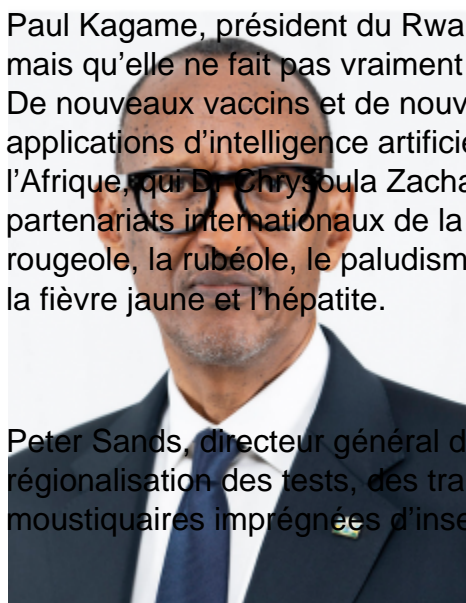 Paul Kagame, président du Rwa
mais qu'elle ne fait pas vraiment
De nouveaux vaccins et de nouv
applications d’intelligence artificie
l’Afrique, qui Dr Chrysoula Zacha
partenariats internationaux de la
rougeole, la rubéole, le paludism
la fièvre jaune et l’hépatite.
Peter Sands, directeur général d
régionalisation des tests, des tra
moustiquaires imprégnées d’inse